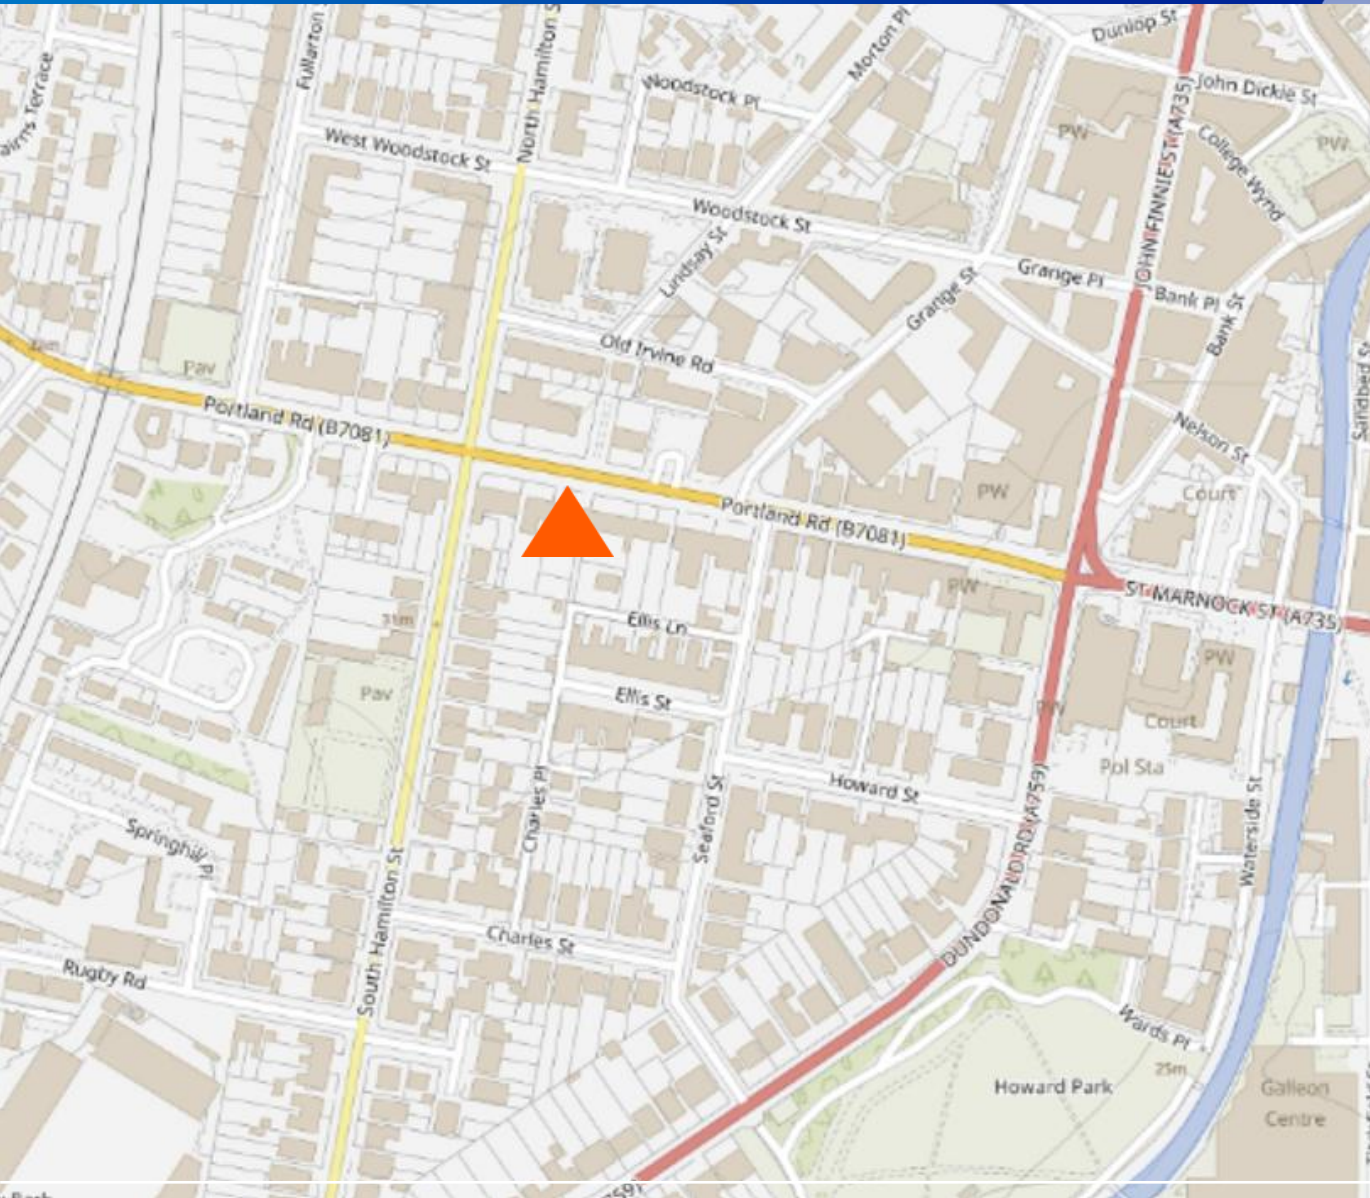 Dunlop St
Morton Pl
Fullarton
North Hamilton S
Woodstock Pl
John Dickie St
PW
PW
College Wynd
West Woodstock St
JOHN FINNIE ST (A735)
Woodstock St
Lindsay St
Grange Pl
Bank Pl
Grange St
Bank St
Old Irvine Rd
Pav
Sandbed St
Portland Rd (B7081)
Nelson St
PW
Court
Portland Rd (B7081)
PW
ST MARNOCK ST (A735)
31m
Ellis Ln
PW
Pav
Ellis St
PW
Court
Pol Sta
Howard St
Charles Pl
Seaford St
DUNDONALD RD (A759)
Waterside St
Springhill Pl
South Hamilton St
Charles St
Rugby Rd
Wards Pl
25m
Howard Park
Galleon
Centre